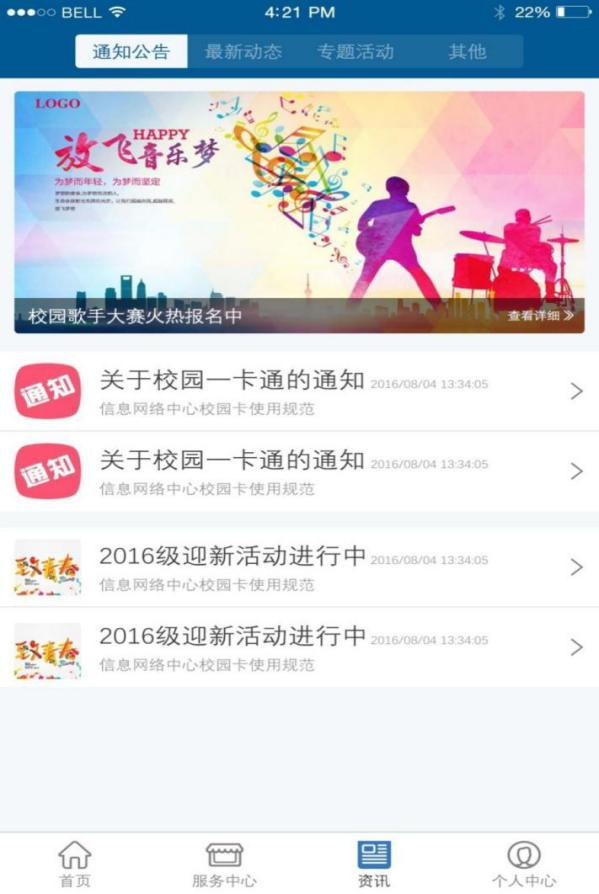 BELL
4:21 PM
22%
通知公告
最新动态
专题活动
其他
LOGO
HAPPY
放飞音乐梦
为梦而年轻，为梦而坚定
校园歌手大赛火热报名中
查看详细
通知
关于校园一卡通的通知 2016/08/04 13:34:05
信息网络中心校园卡使用规范
通知
关于校园一卡通的通知 2016/08/04 13:34:05
信息网络中心校园卡使用规范
致青春
2016级迎新活动进行中 2016/08/04 13:34:05
信息网络中心校园卡使用规范
致青春
2016级迎新活动进行中 2016/08/04 13:34:05
信息网络中心校园卡使用规范
首页
服务中心
资讯
个人中心